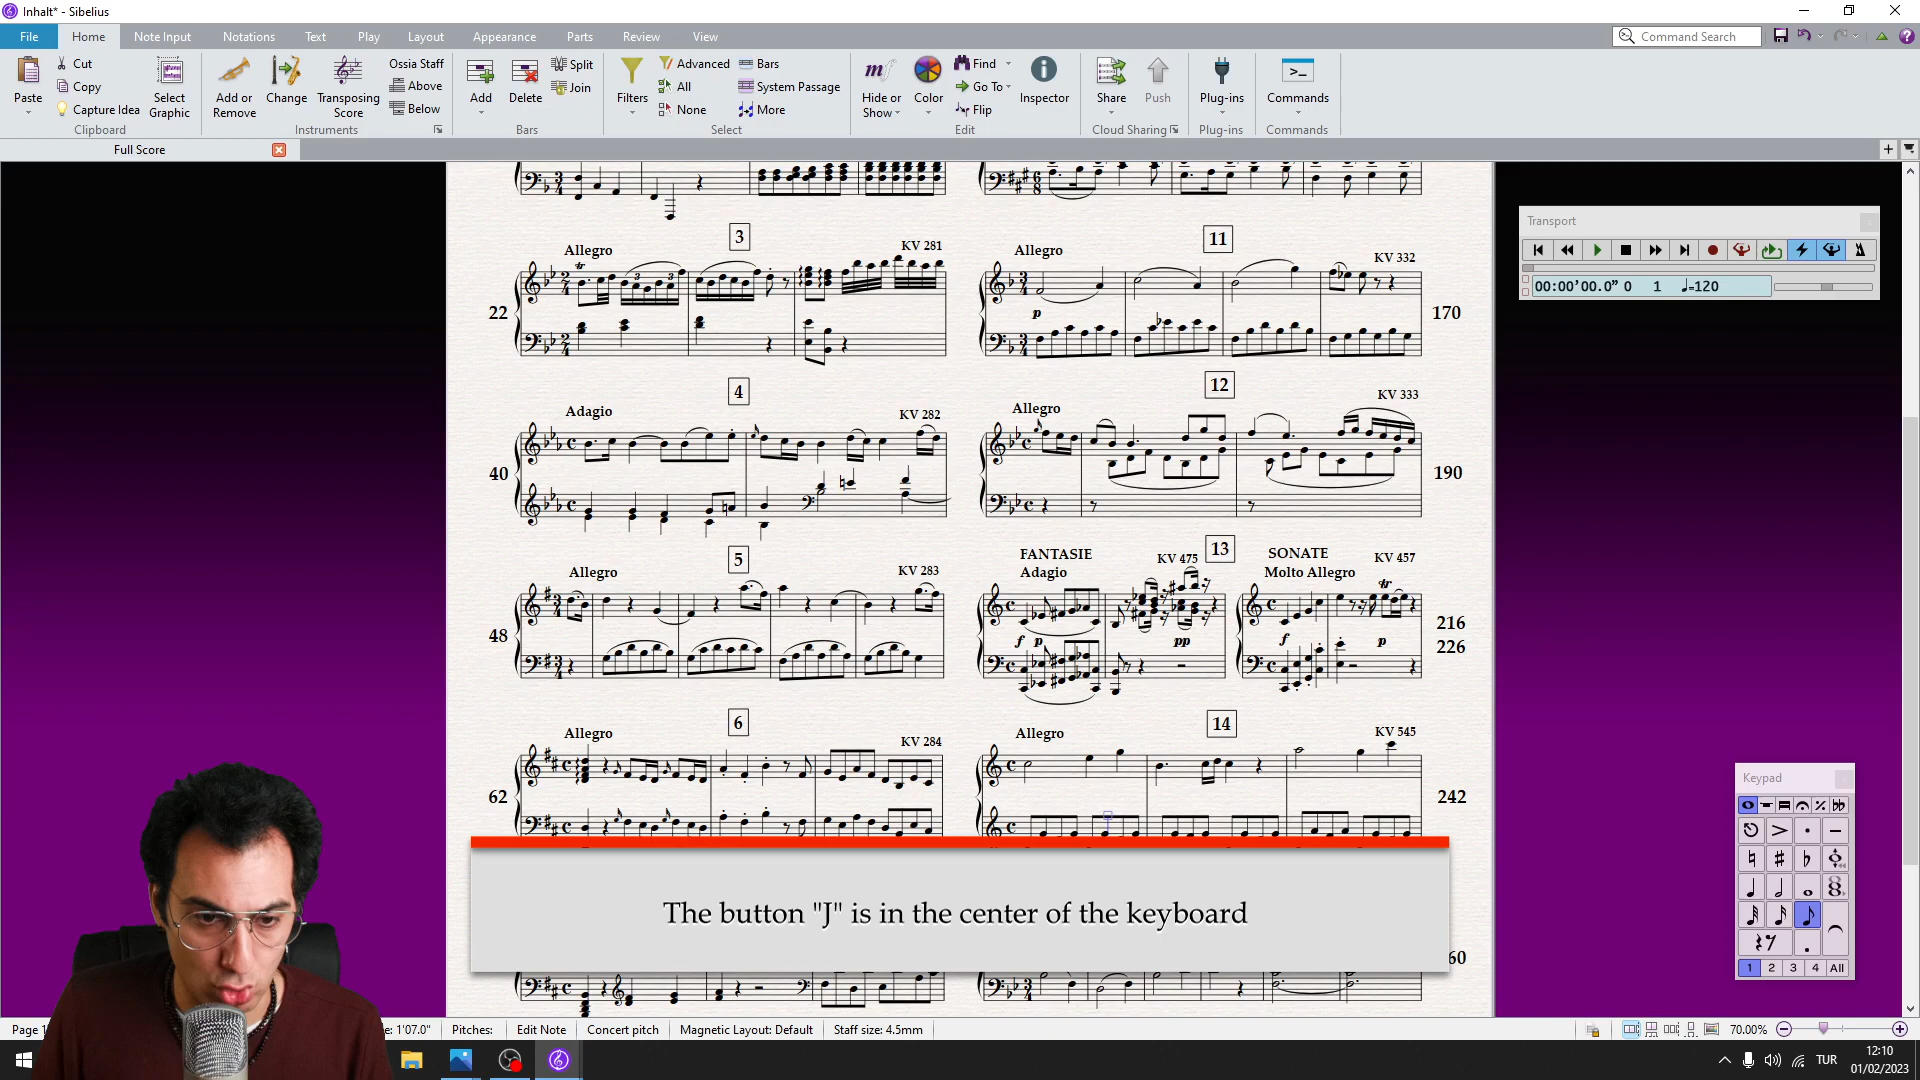 Inhalt* - Sibelius
File Home Note Input Notations Text Play Layout Appearance Parts Review View Command Search
Paste Cut Copy Capture Idea Select Graphic
Clipboard
Add or Remove Change Transposing Score Ossia Staff Above Below
Instruments
Add Delete Split Join
Bars
Filters Advanced All None Bars System Passage More
Select
Hide or Show Color Find Go To Flip Inspector
Edit
Share Push
Cloud Sharing
Plug-ins
Plug-ins
Commands
Commands
Full Score
Transport
00:00'00.0" 0 1 ♩=120
3
Allegro KV 281
tr
3 3
22
11
Allegro KV 332
p
170
4
Adagio KV 282
40
12
Allegro KV 333
190
5
Allegro KV 283
48
13
FANTASIE KV 475 SONATE KV 457
Adagio Molto Allegro
tr
f p pp f p
216
226
6
Allegro KV 284
62
14
Allegro KV 545
242
The button "J" is in the center of the keyboard
60
Keypad
1 2 3 4 All
Page 1 e: 1'07.0" Pitches: Edit Note Concert pitch Magnetic Layout: Default Staff size: 4.5mm 70.00%
TUR
12:10
01/02/2023